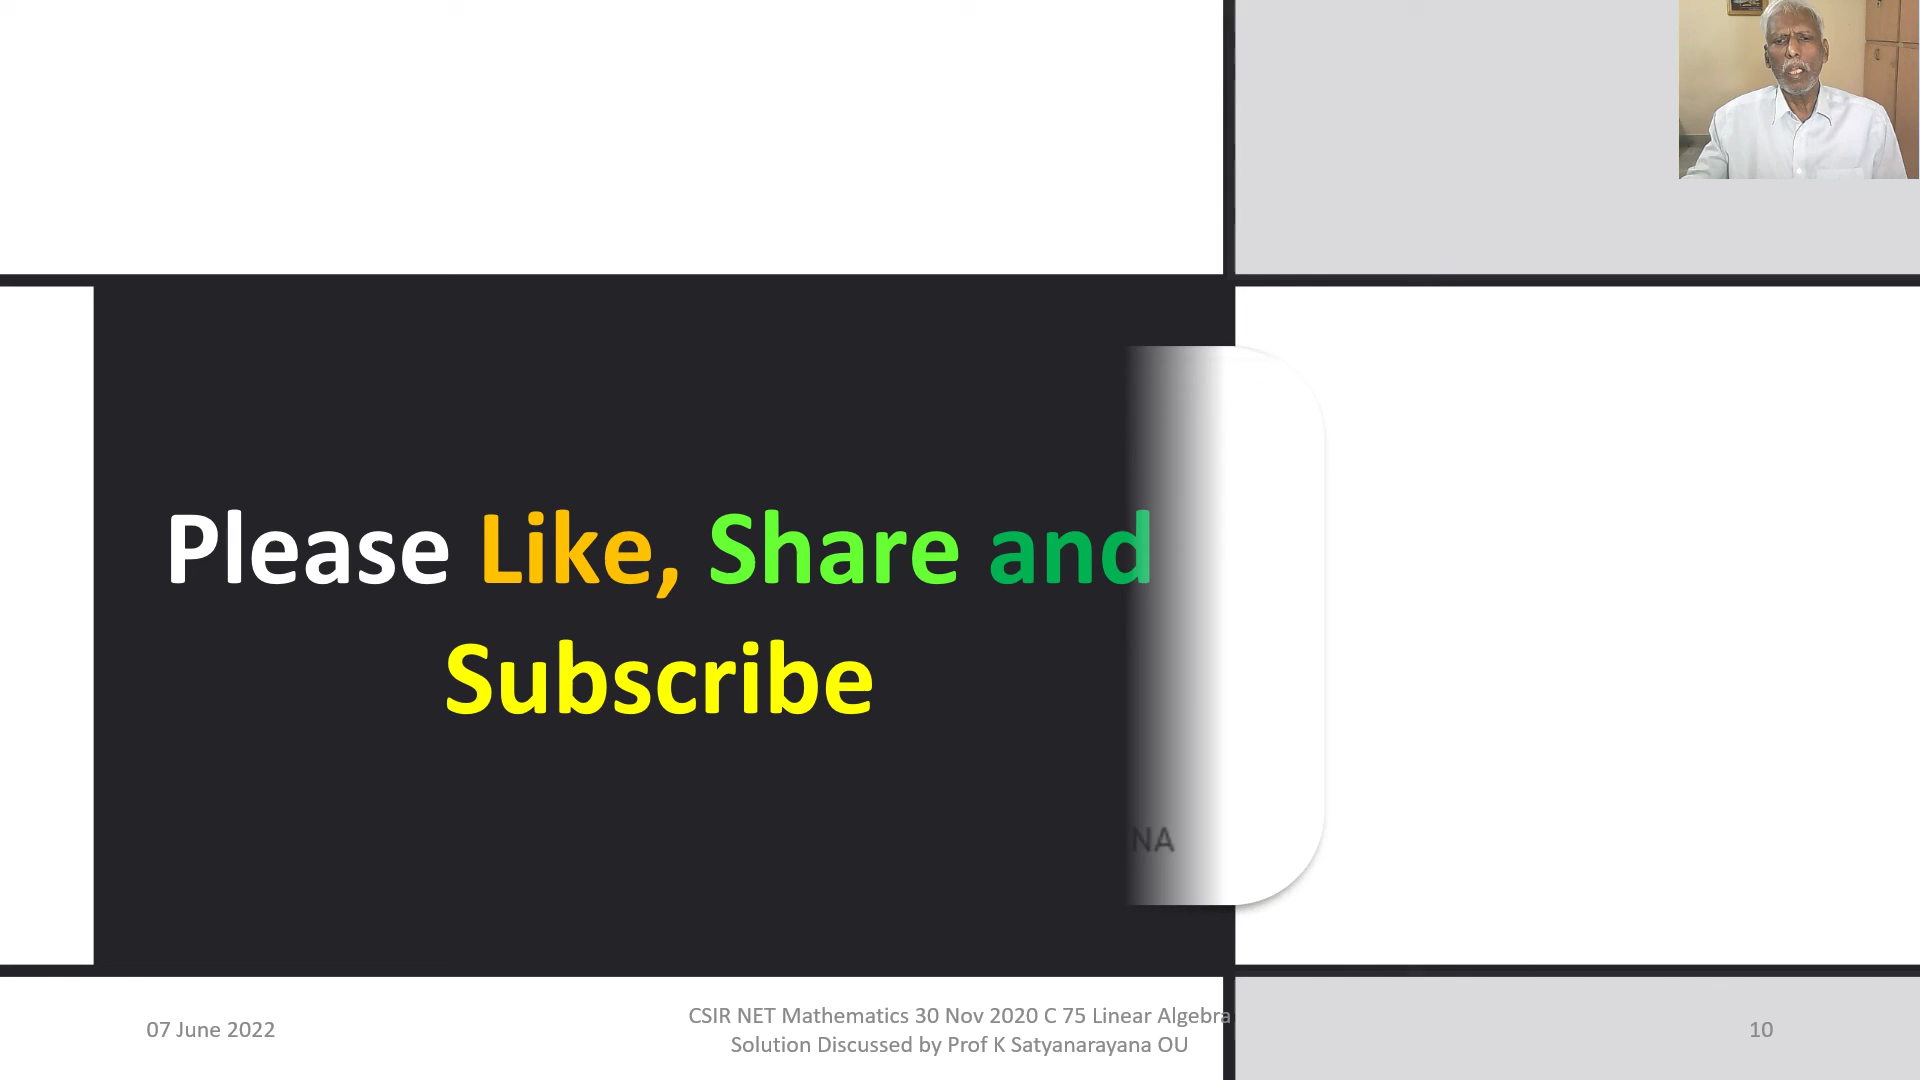 Please Like, Share and
Subscribe
NA
07 June 2022
CSIR NET Mathematics 30 Nov 2020 C 75 Linear Algebra
Solution Discussed by Prof K Satyanarayana OU
10